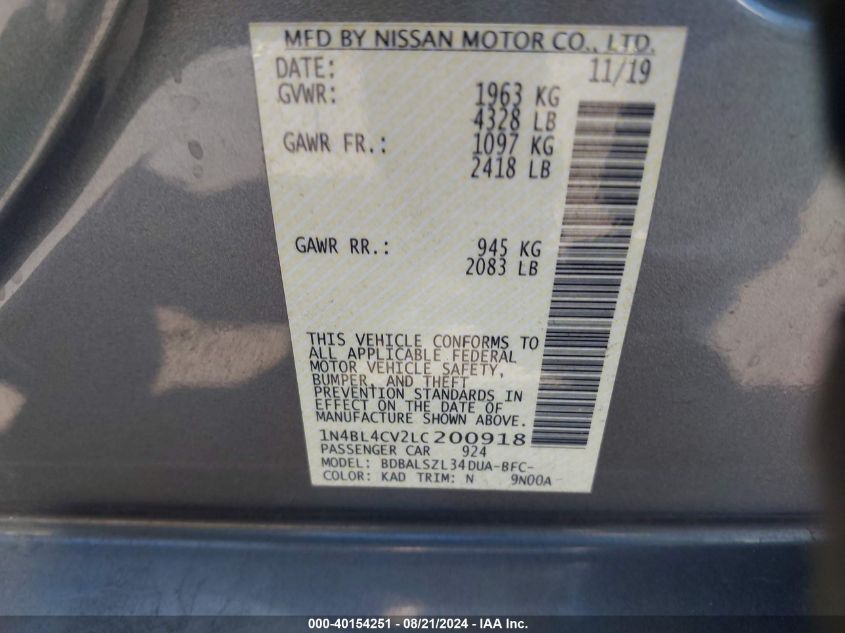 MFD BY NISSAN MOTOR CO., LTD.
DATE: 11/19
GVWR: 1963 KG
4328 LB
GAWR FR.: 1097 KG
2418 LB
GAWR RR.: 945 KG
2083 LB
THIS VEHICLE CONFORMS TO
ALL APPLICABLE FEDERAL
MOTOR VEHICLE SAFETY,
BUMPER, AND THEFT
PREVENTION STANDARDS IN
EFFECT ON THE DATE OF
MANUFACTURE SHOWN ABOVE.
1N4BL4CV2LC200918
PASSENGER CAR 924
MODEL: BDBALSZL34DUA-BFC-
COLOR: KAD TRIM: N 9N00A
000-40154251 - 08/21/2024 - IAA Inc.